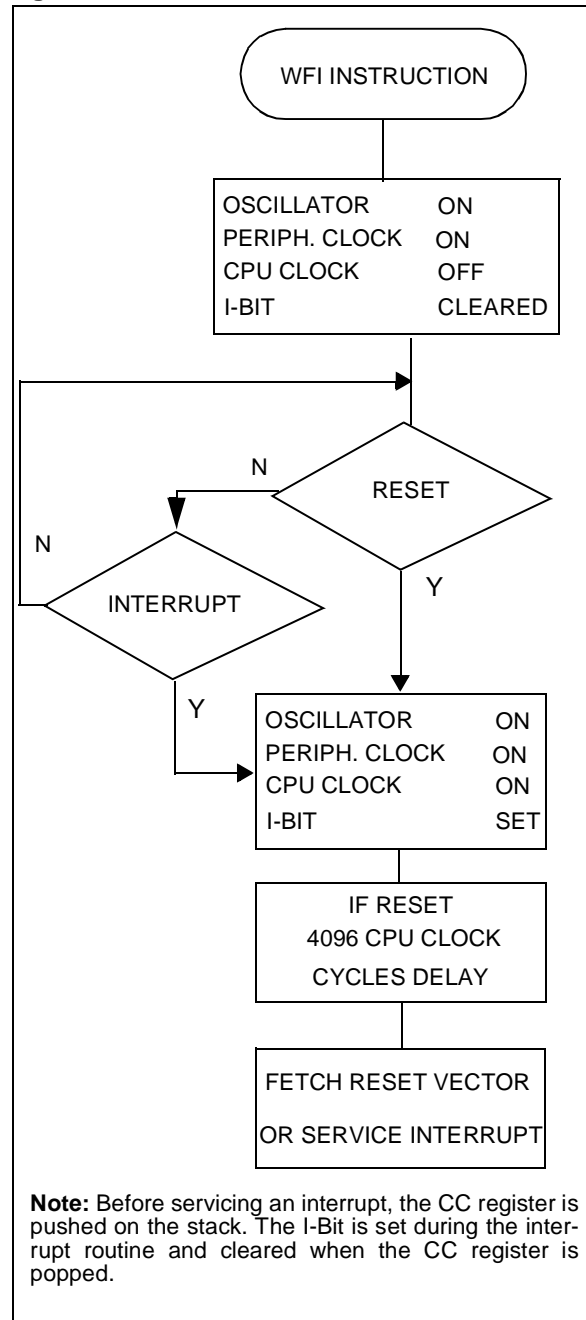 WFI INSTRUCTION
OSCILLATOR ON
PERIPH. CLOCK ON
CPU CLOCK OFF
I-BIT CLEARED
N
RESET
N
INTERRUPT
Y
Y
OSCILLATOR ON
PERIPH. CLOCK ON
CPU CLOCK ON
I-BIT SET
IF RESET
4096 CPU CLOCK
CYCLES DELAY
FETCH RESET VECTOR
OR SERVICE INTERRUPT
Note: Before servicing an interrupt, the CC register is
pushed on the stack. The I-Bit is set during the inter-
rupt routine and cleared when the CC register is
popped.